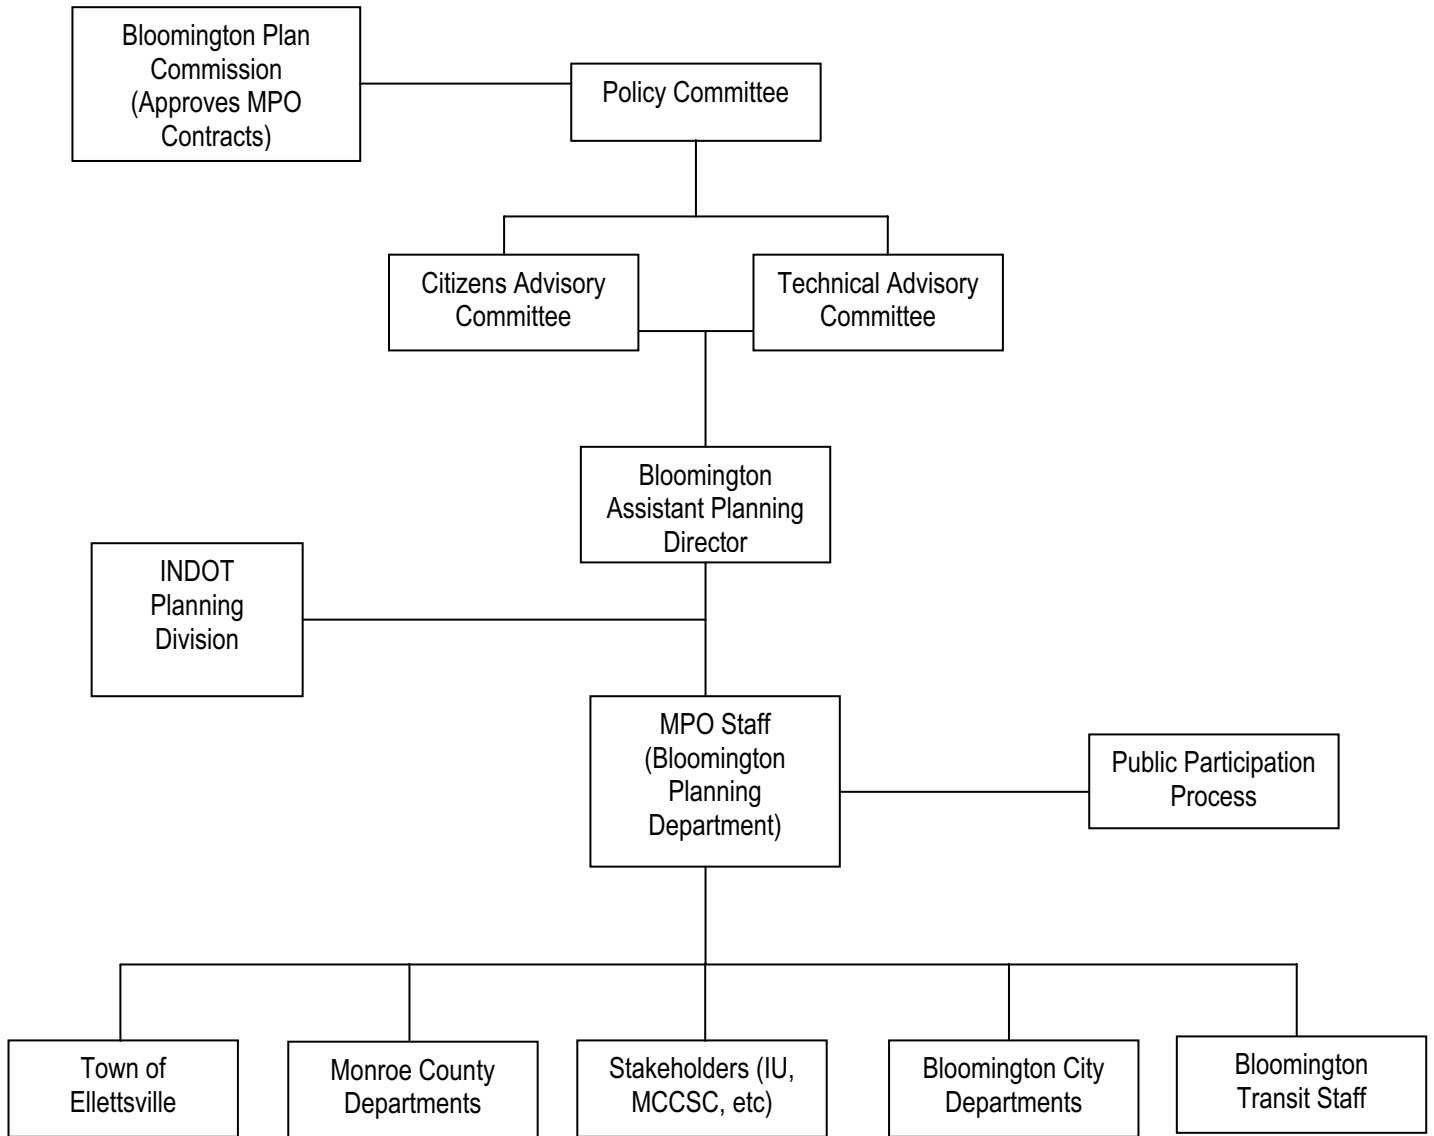 Bloomington Plan
Commission
(Approves MPO
Contracts)
Policy Committee
Citizens Advisory
Committee
Technical Advisory
Committee
Bloomington
Assistant Planning
Director
INDOT
Planning
Division
MPO Staff
(Bloomington
Planning
Department)
Public Participation
Process
Town of
Ellettsville
Monroe County
Departments
Stakeholders (IU,
MCCSC, etc)
Bloomington City
Departments
Bloomington
Transit Staff